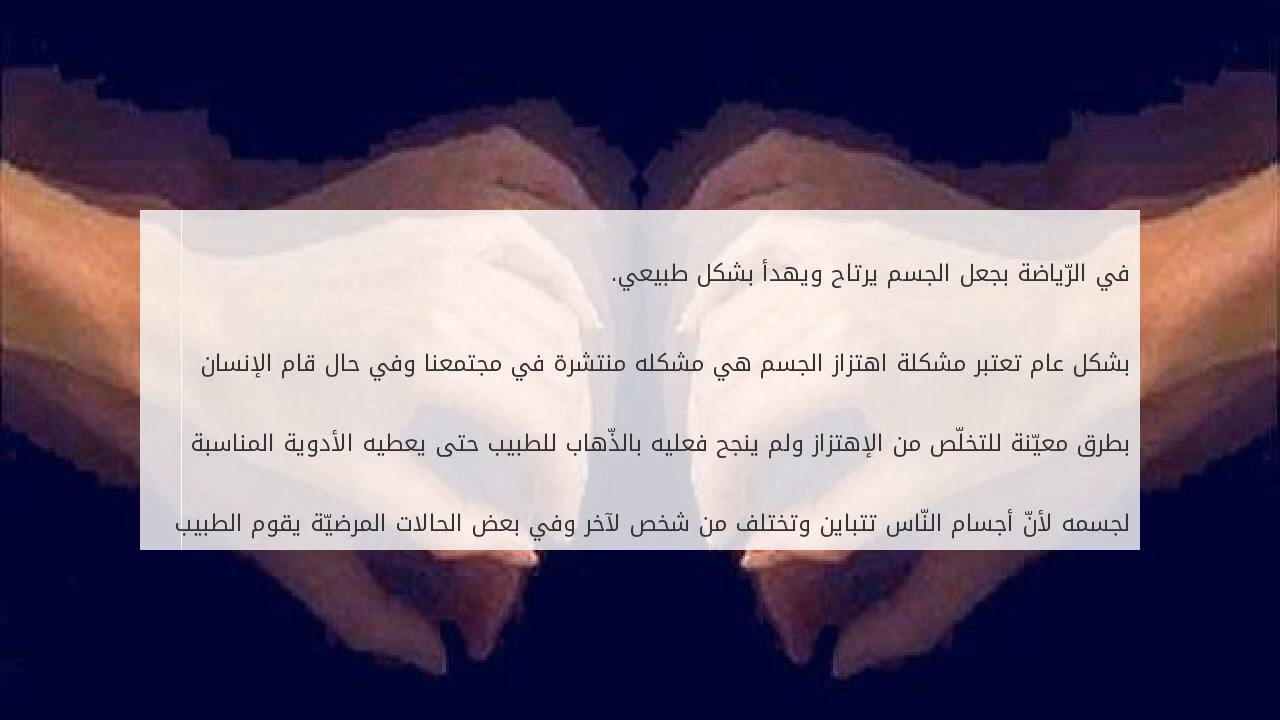 في الرّياضة بجعل الجسم يرتاح ويهدأ بشكل طبيعي.
بشكل عام تعتبر مشكلة اهتزاز الجسم هي مشكله منتشرة في مجتمعنا وفي حال قام الإنسان
بطرق معيّنة للتخلّص من الإهتزاز ولم ينجح فعليه بالذّهاب للطبيب حتى يعطيه الأدوية المناسبة
لجسمه لأنّ أجسام النّاس تتباين وتختلف من شخص لآخر وفي بعض الحالات المرضيّة يقوم الطبيب